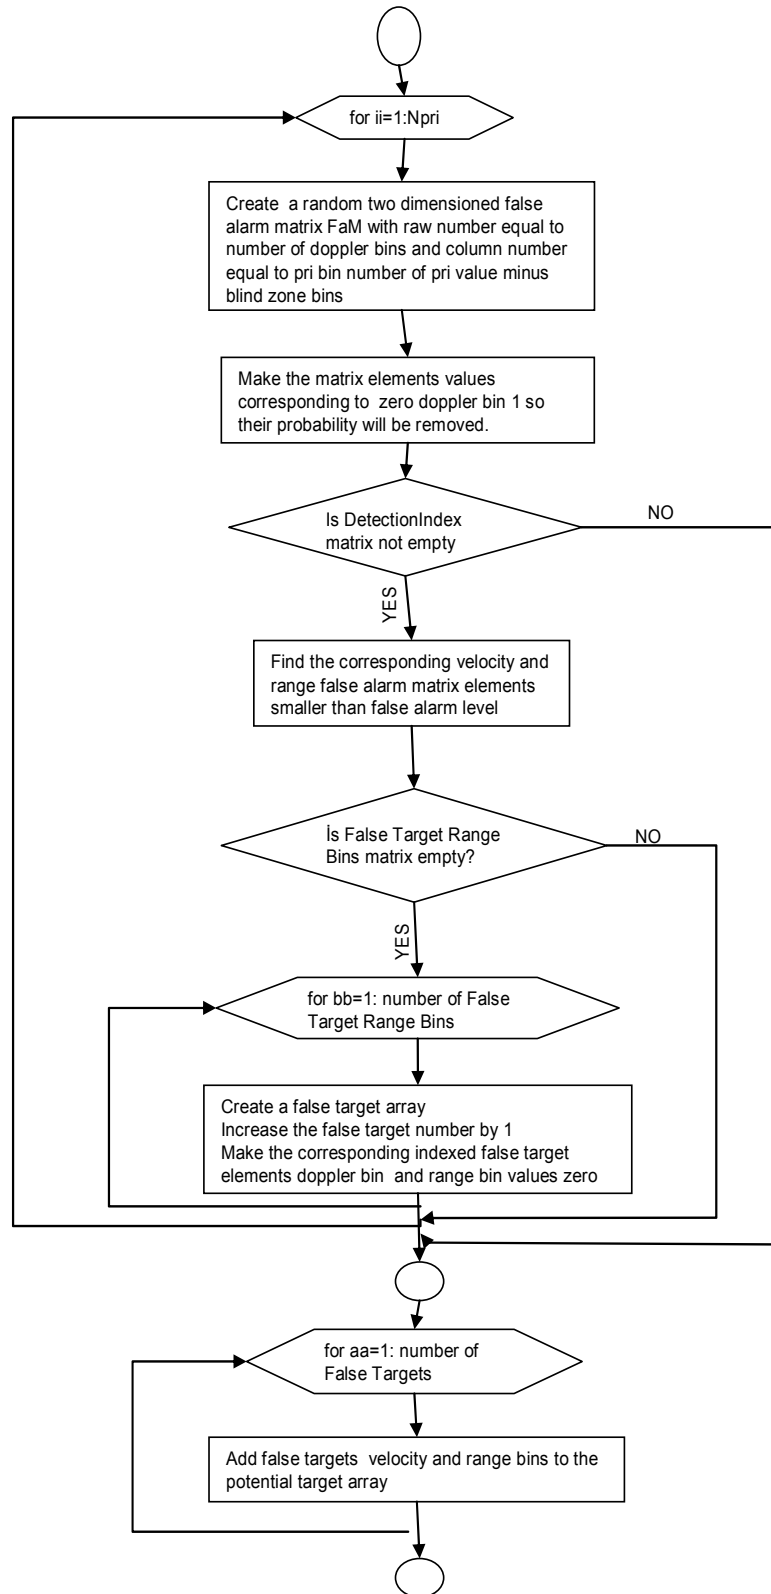 for ii=1:Npri
Create a random two dimensioned false
alarm matrix FaM with raw number equal to
number of doppler bins and column number
equal to pri bin number of pri value minus
blind zone bins
Make the matrix elements values
corresponding to zero doppler bin 1 so
their probability will be removed.
Is DetectionIndex
matrix not empty
NO
YES
Find the corresponding velocity and
range false alarm matrix elements
smaller than false alarm level
İs False Target Range
Bins matrix empty?
NO
YES
for bb=1: number of False
Target Range Bins
Create a false target array
Increase the false target number by 1
Make the corresponding indexed false target
elements doppler bin and range bin values zero
for aa=1: number of
False Targets
Add false targets velocity and range bins to the
potential target array